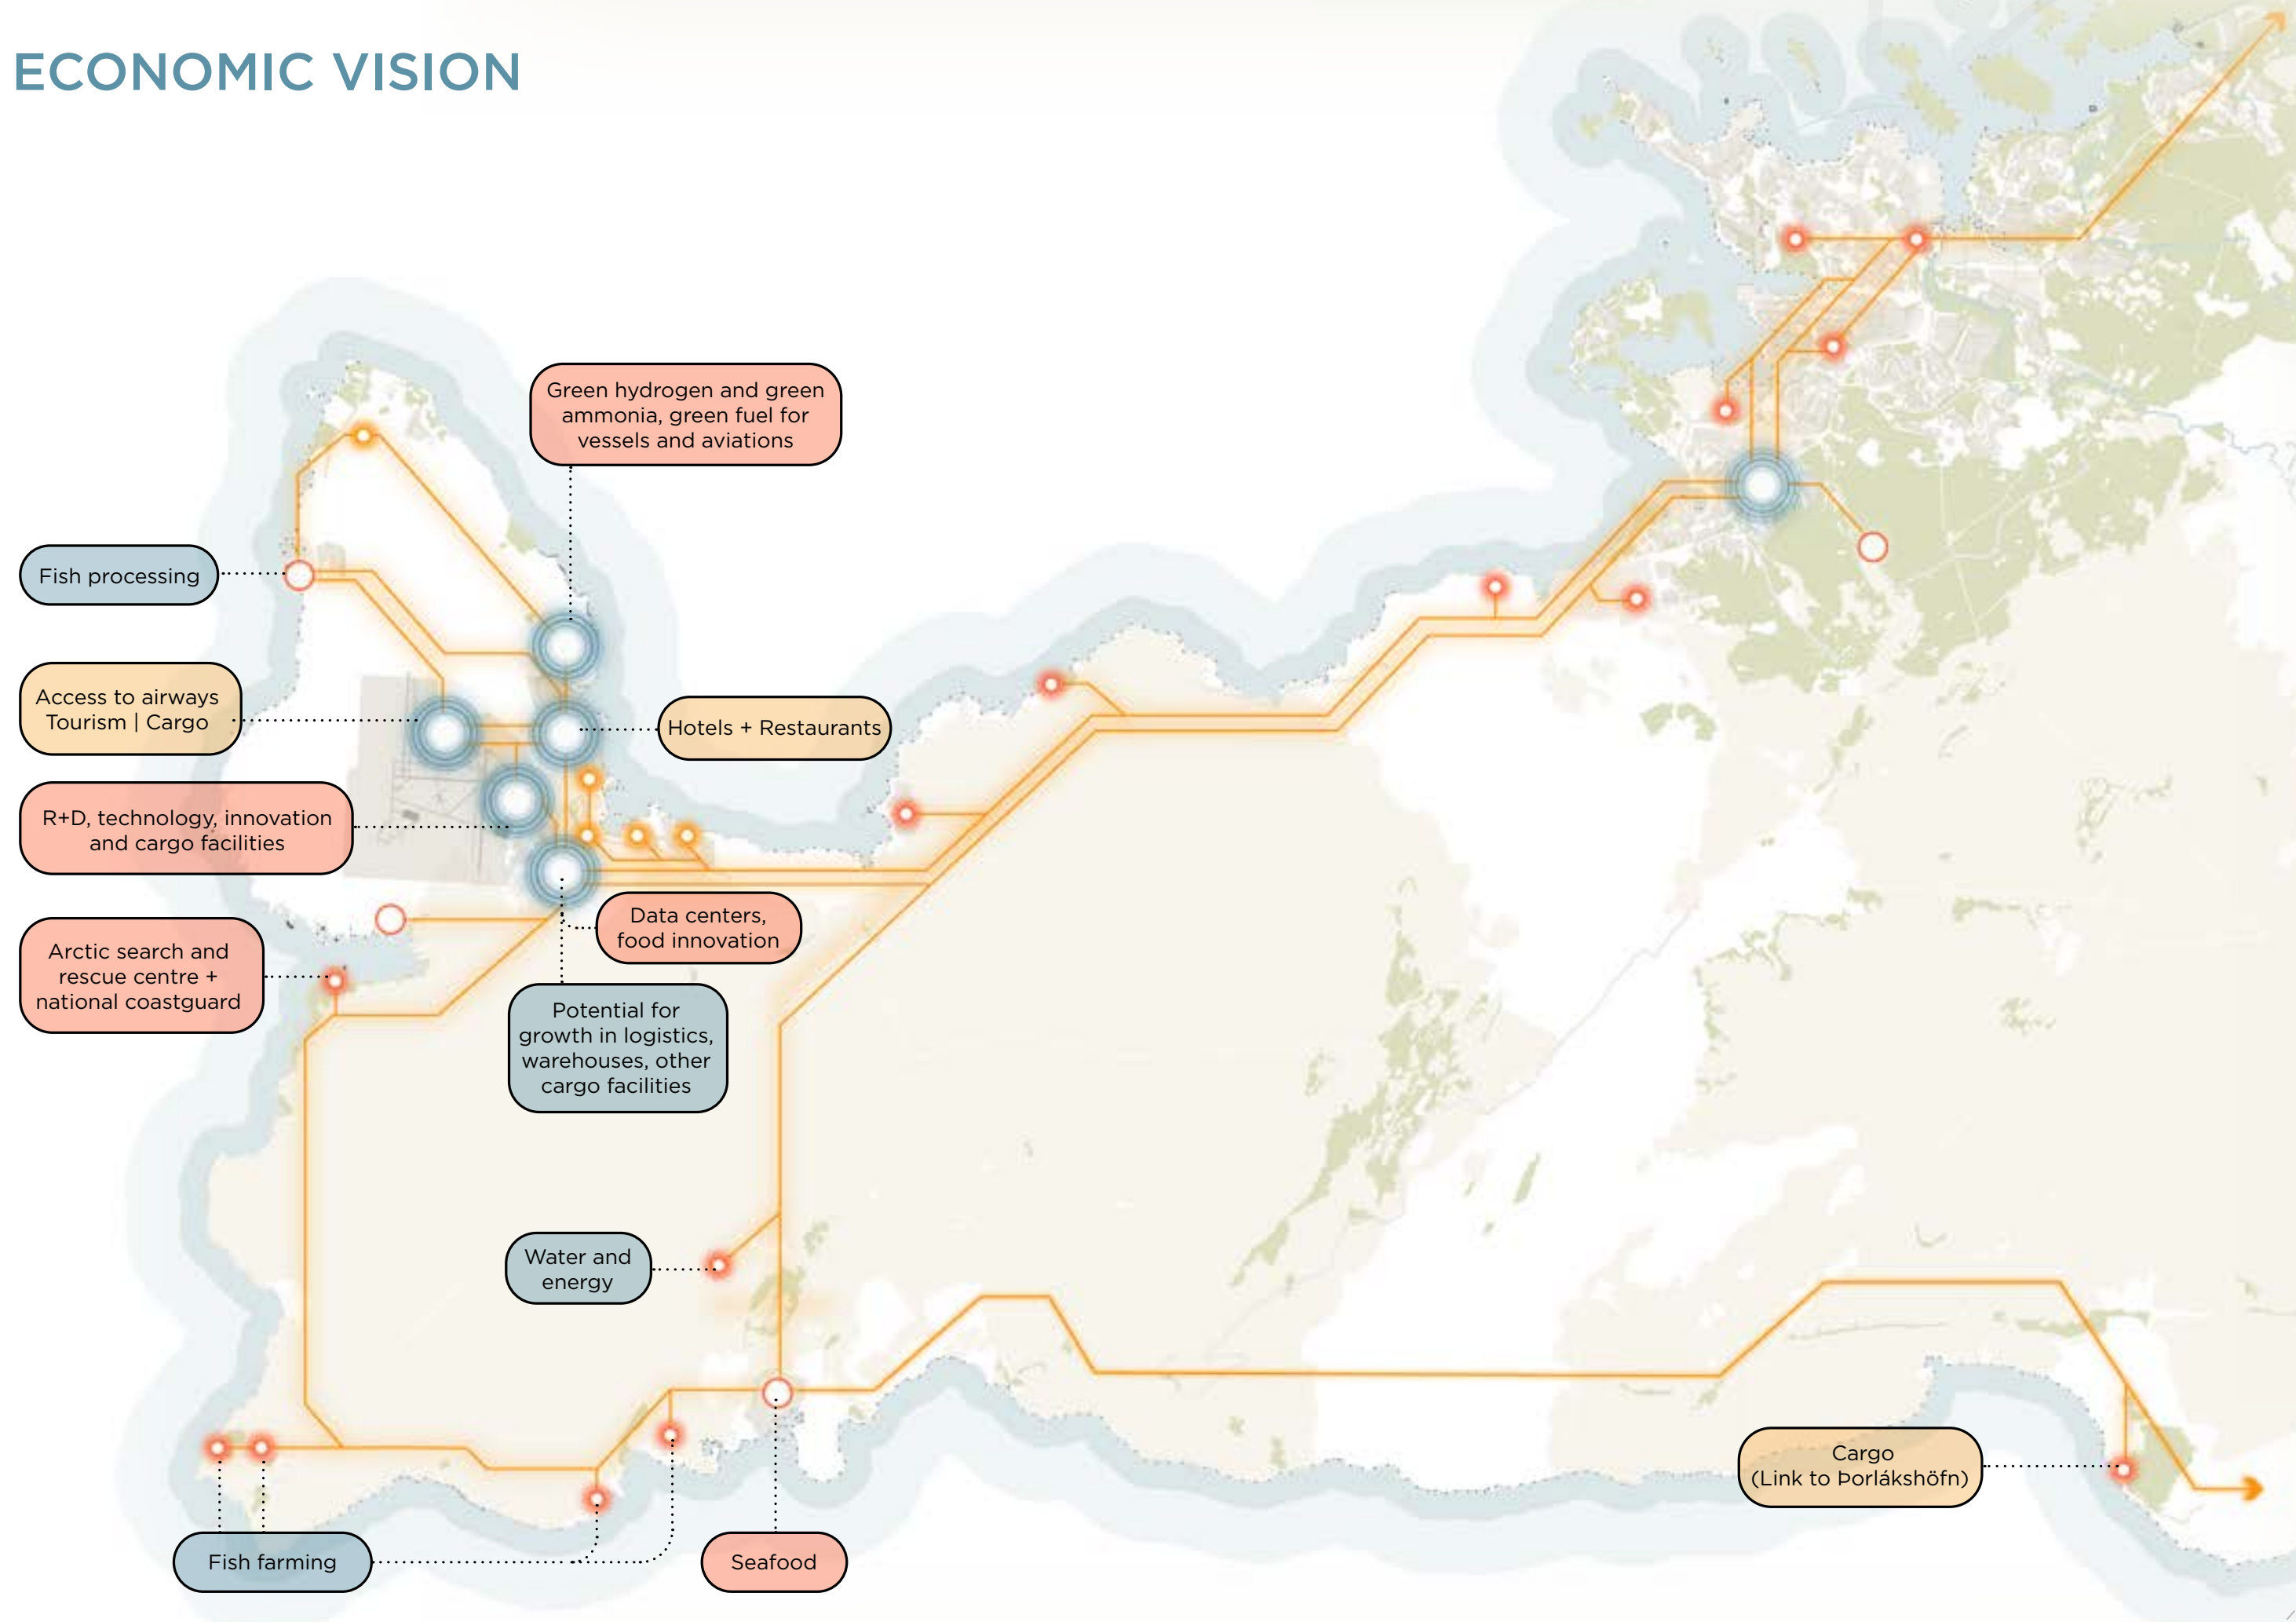 ECONOMIC VISION
Green hydrogen and green
ammonia, green fuel for
vessels and aviations
Fish processing
Access to airways
Tourism | Cargo
Hotels + Restaurants
R+D, technology, innovation
and cargo facilities
Data centers,
food innovation
Arctic search and
rescue centre +
national coastguard
Potential for
growth in logistics,
warehouses, other
cargo facilities
Water and
energy
Cargo
(Link to Þorlákshöfn)
Fish farming
Seafood